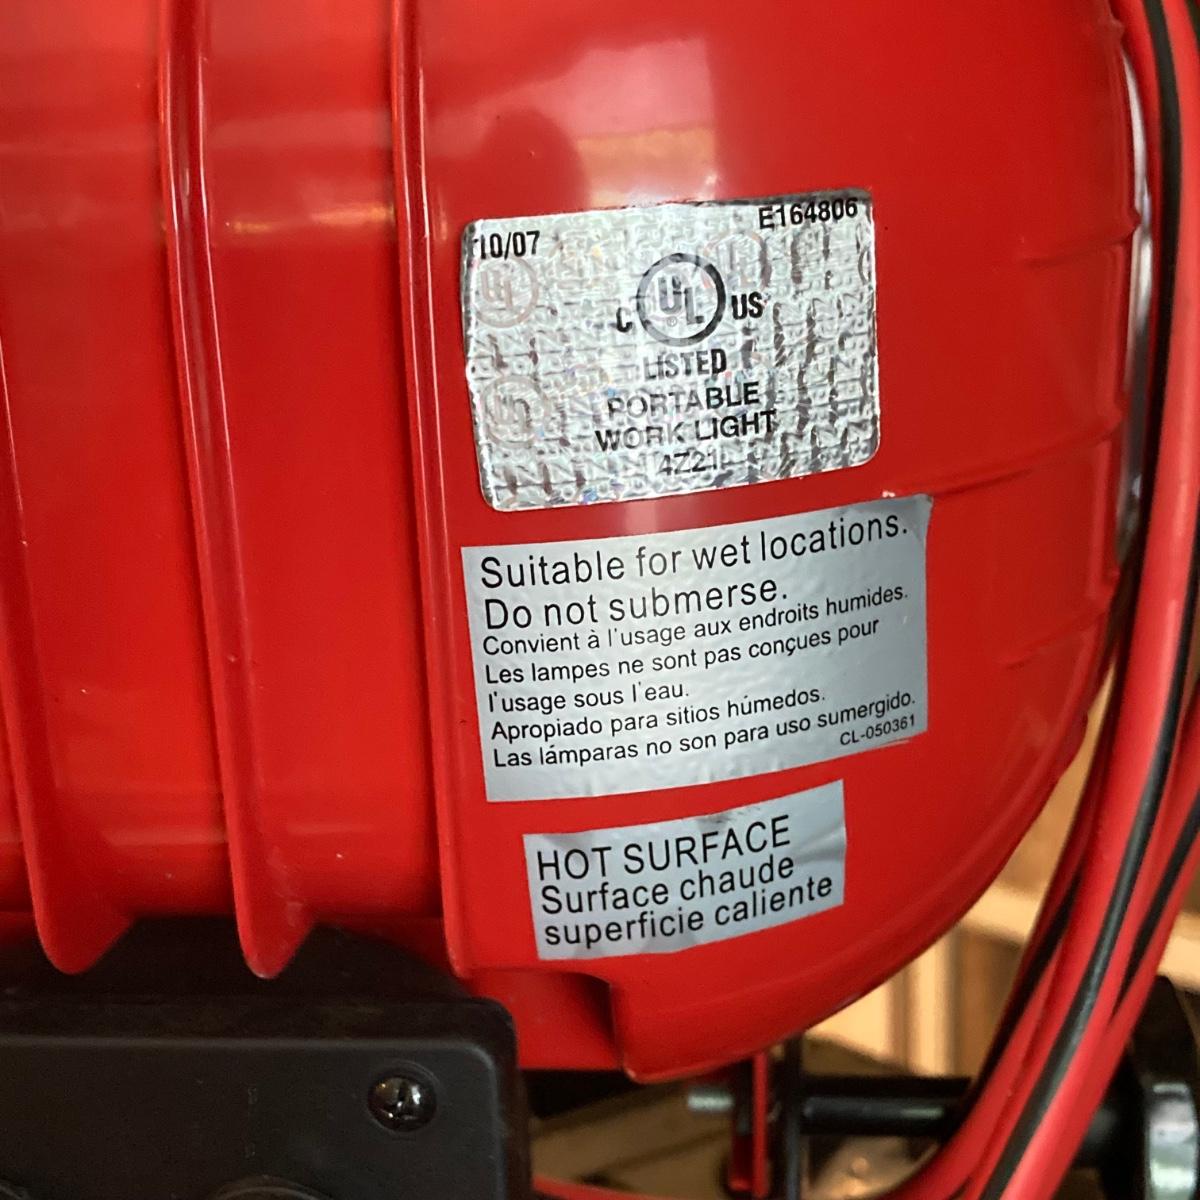 10/07 E164806
C UL US
®
LISTED
PORTABLE
WORK LIGHT
4Z21
Suitable for wet locations.
Do not submerse.
Convient à l'usage aux endroits humides.
Les lampes ne sont pas conçues pour
l'usage sous l'eau.
Apropiado para sitios húmedos.
Las lámparas no son para uso sumergido.
CL-050361
HOT SURFACE
Surface chaude
superficie caliente